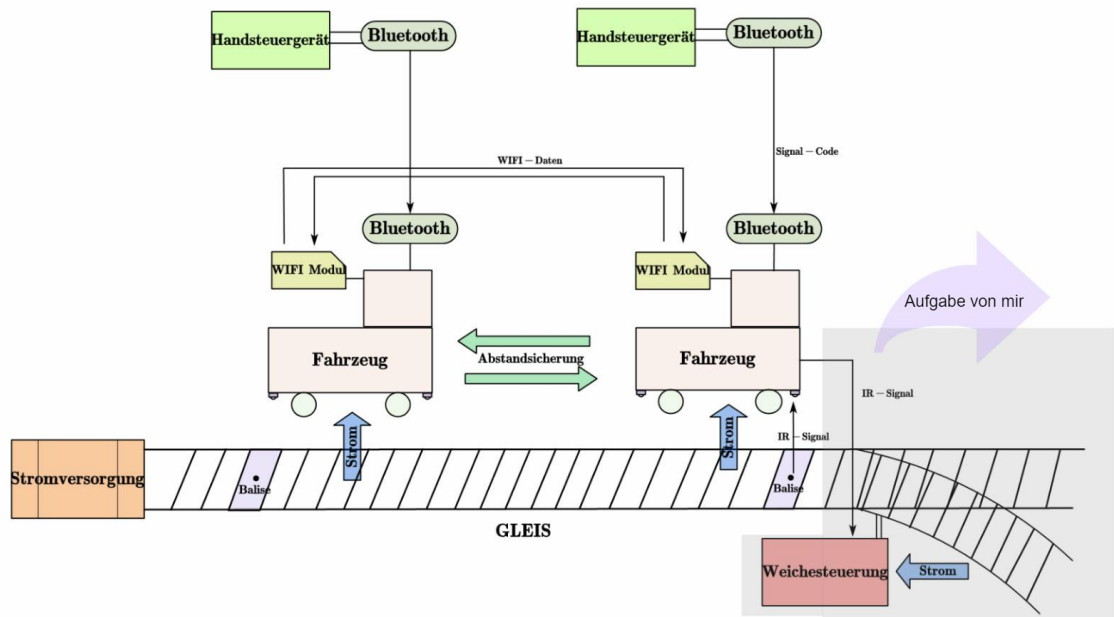 Handsteuergerät
Bluetooth
Handsteuergerät
Bluetooth
WIFI – Daten
Signal – Code
Bluetooth
Bluetooth
WIFI Modul
WIFI Modul
Aufgabe von mir
Fahrzeug
Abstandsicherung
Fahrzeug
IR – Signal
Strom
Strom
IR – Signal
Stromversorgung
Balise
Balise
GLEIS
Weichesteuerung
Strom